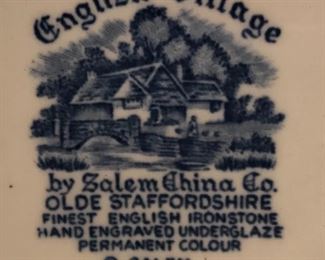 English Village
by Salem China Co.
OLDE STAFFORDSHIRE
FINEST ENGLISH IRONSTONE
HAND ENGRAVED UNDERGLAZE
PERMANENT COLOUR